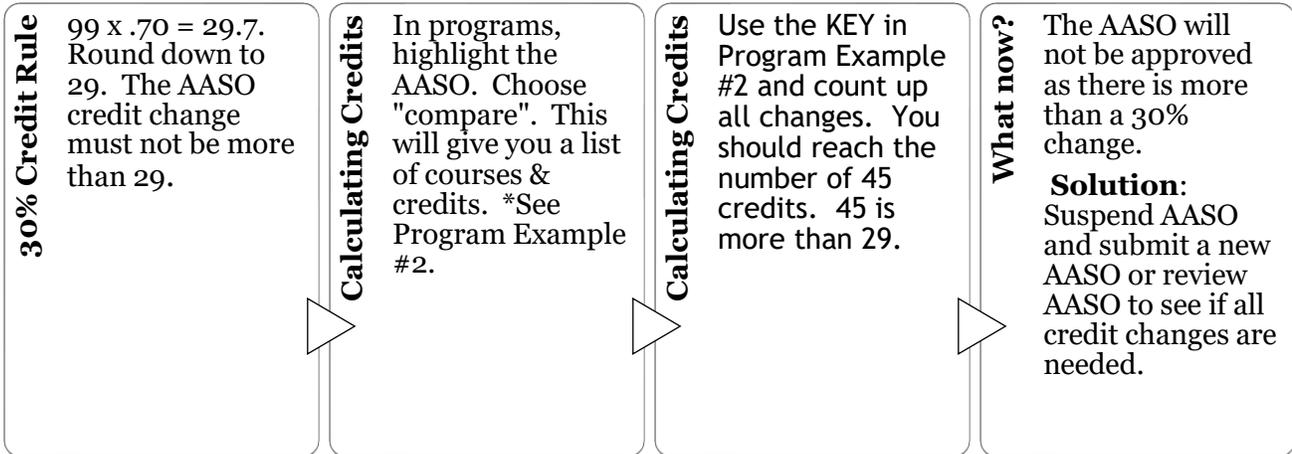 30% Credit Rule
99 x .70 = 29.7.
Round down to
29. The AASO
credit change
must not be more
than 29.
Calculating Credits
In programs,
highlight the
AASO. Choose
"compare". This
will give you a list
of courses &
credits. *See
Program Example
#2.
Calculating Credits
Use the KEY in
Program Example
#2 and count up
all changes. You
should reach the
number of 45
credits. 45 is
more than 29.
What now?
The AASO will
not be approved
as there is more
than a 30%
change.
Solution:
Suspend AASO
and submit a new
AASO or review
AASO to see if all
credit changes are
needed.